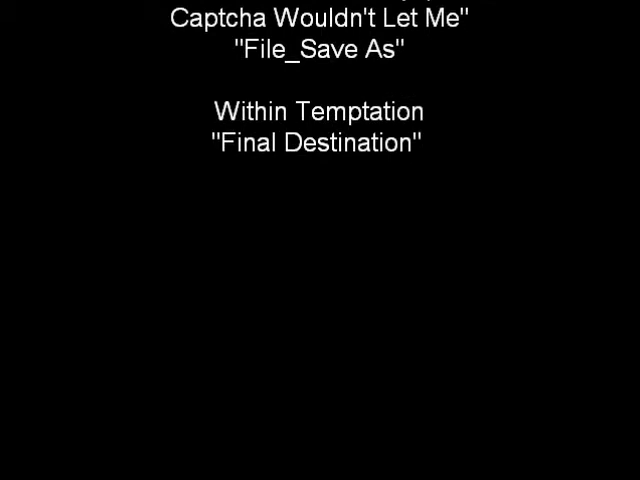 Captcha Wouldn't Let Me"
"File_Save As"
Within Temptation
"Final Destination"